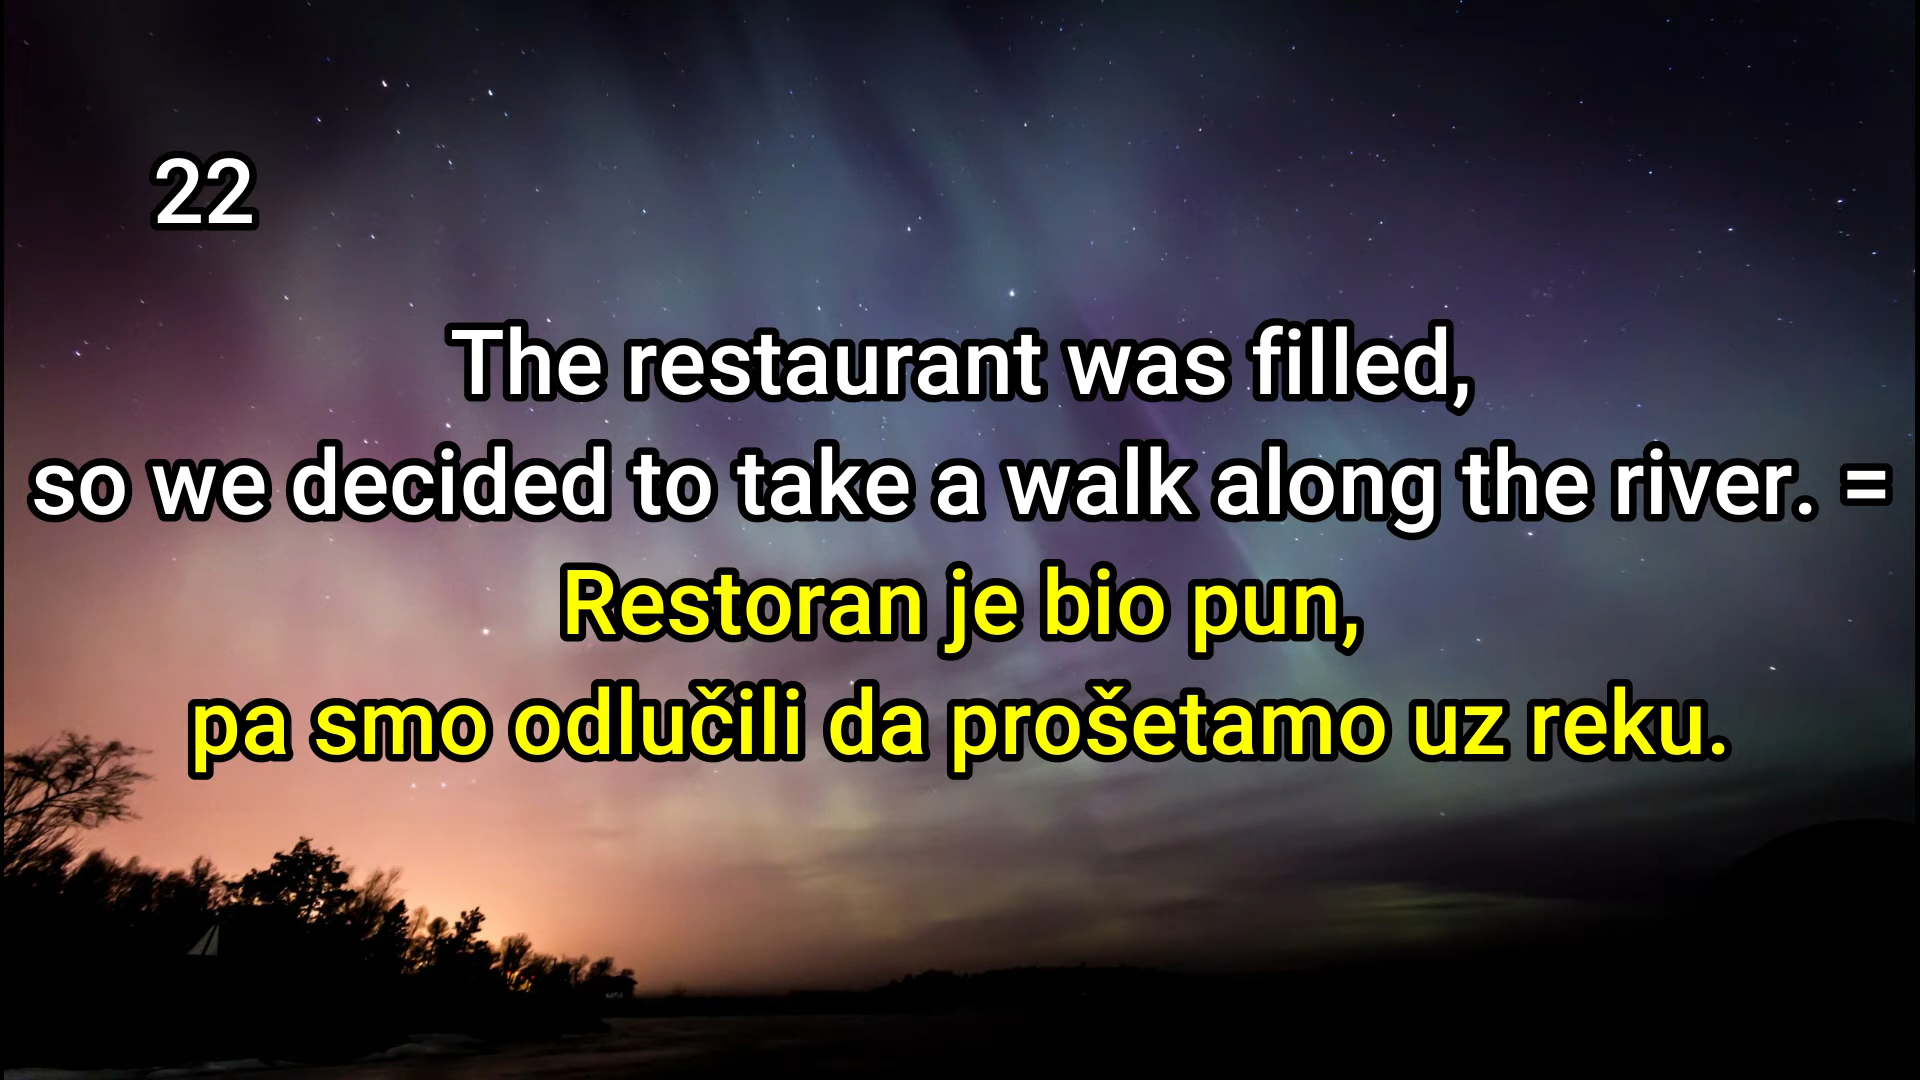 22
The restaurant was filled,
so we decided to take a walk along the river. =
Restoran je bio pun,
pa smo odlučili da prošetamo uz reku.